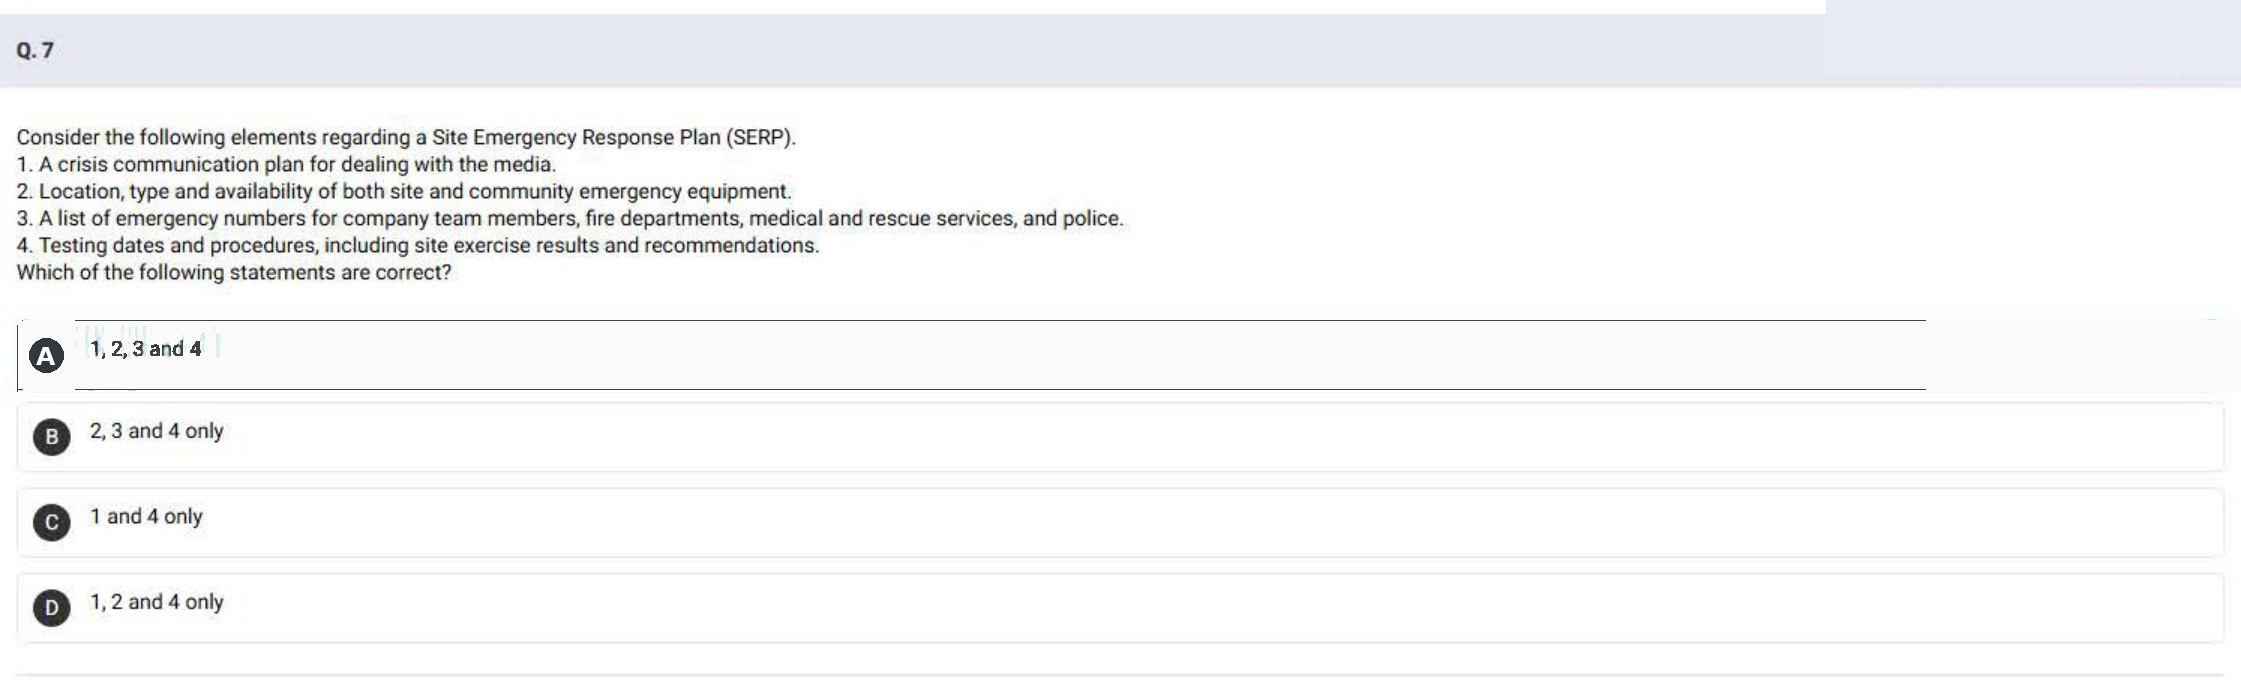 Q. 7
Consider the following elements regarding a Site Emergency Response Plan (SERP).
1. A crisis communication plan for dealing with the media.
2. Location, type and availability of both site and community emergency equipment.
3. A list of emergency numbers for company team members, fire departments, medical and rescue services, and police.
4. Testing dates and procedures, including site exercise results and recommendations.
Which of the following statements are correct?
A 1, 2, 3 and 4
B 2, 3 and 4 only
C 1 and 4 only
D 1, 2 and 4 only